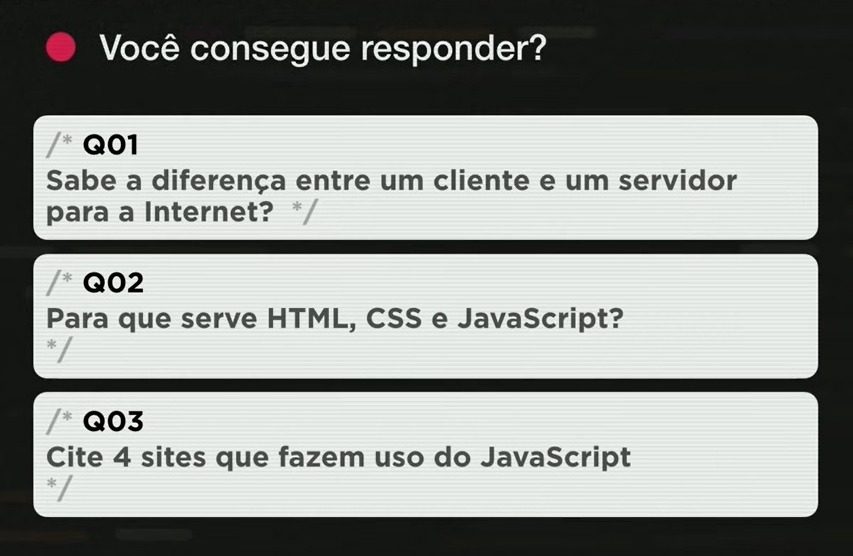 Você consegue responder?
/* Q01
Sabe a diferença entre um cliente e um servidor
para a Internet? */
/* Q02
Para que serve HTML, CSS e JavaScript?
*/
/* Q03
Cite 4 sites que fazem uso do JavaScript
*/